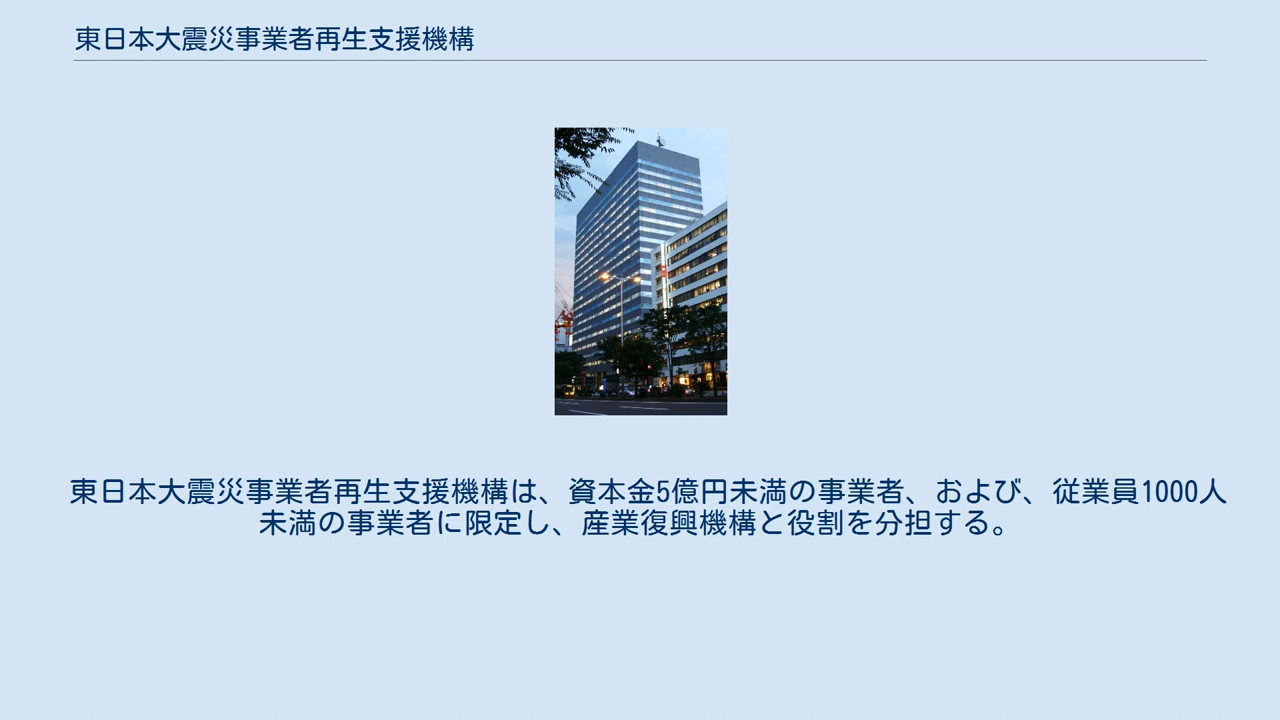 東日本大震災事業者再生支援機構
東日本大震災事業者再生支援機構は、資本金5億円未満の事業者、および、従業員1000人
未満の事業者に限定し、産業復興機構と役割を分担する。